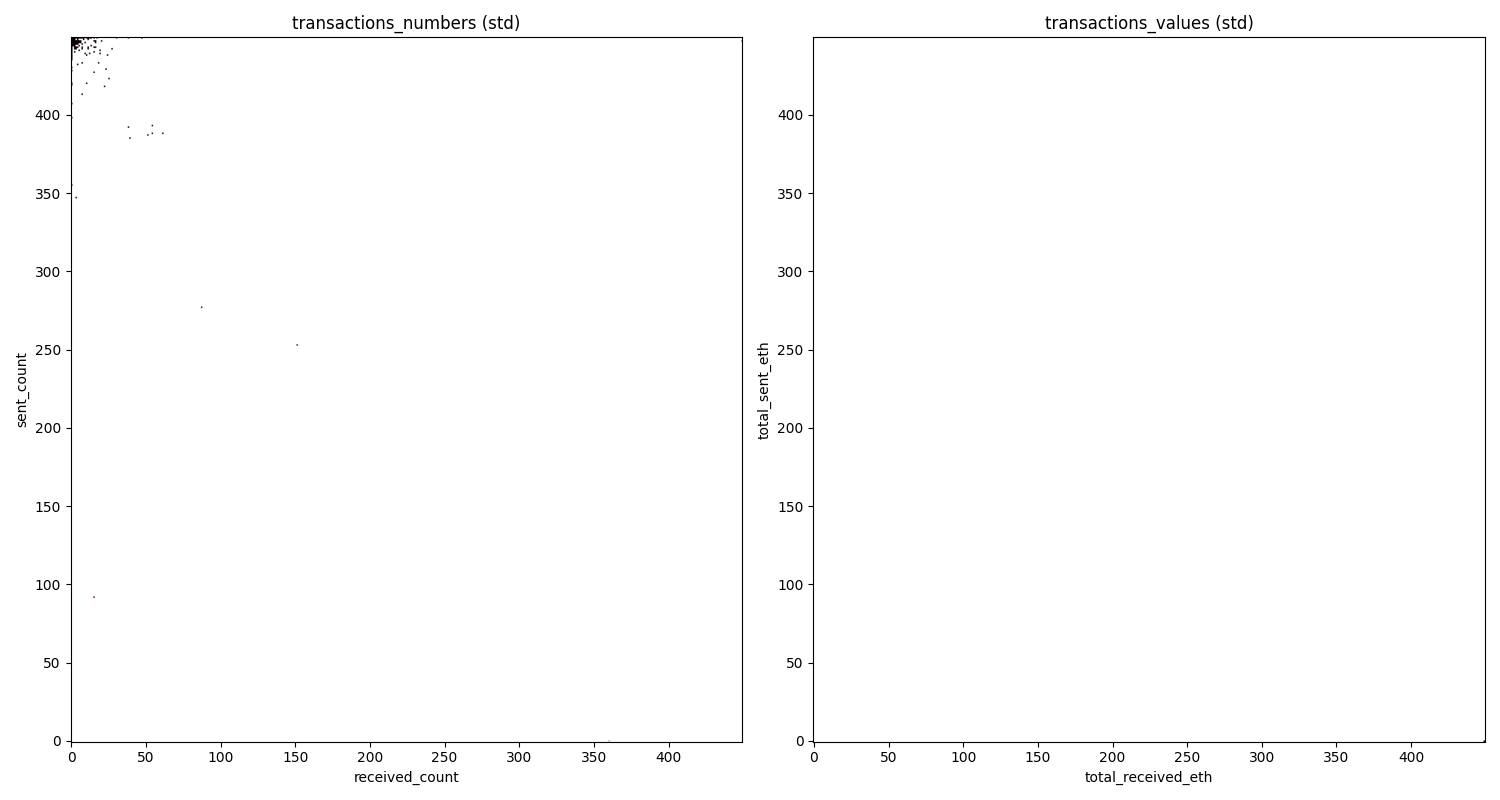 transactions_numbers (std)
sent_count
400
350
300
250
200
150
100
50
0
0 50 100 150 200 250 300 350 400
received_count
transactions_values (std)
total_sent_eth
400
350
300
250
200
150
100
50
0
0 50 100 150 200 250 300 350 400
total_received_eth